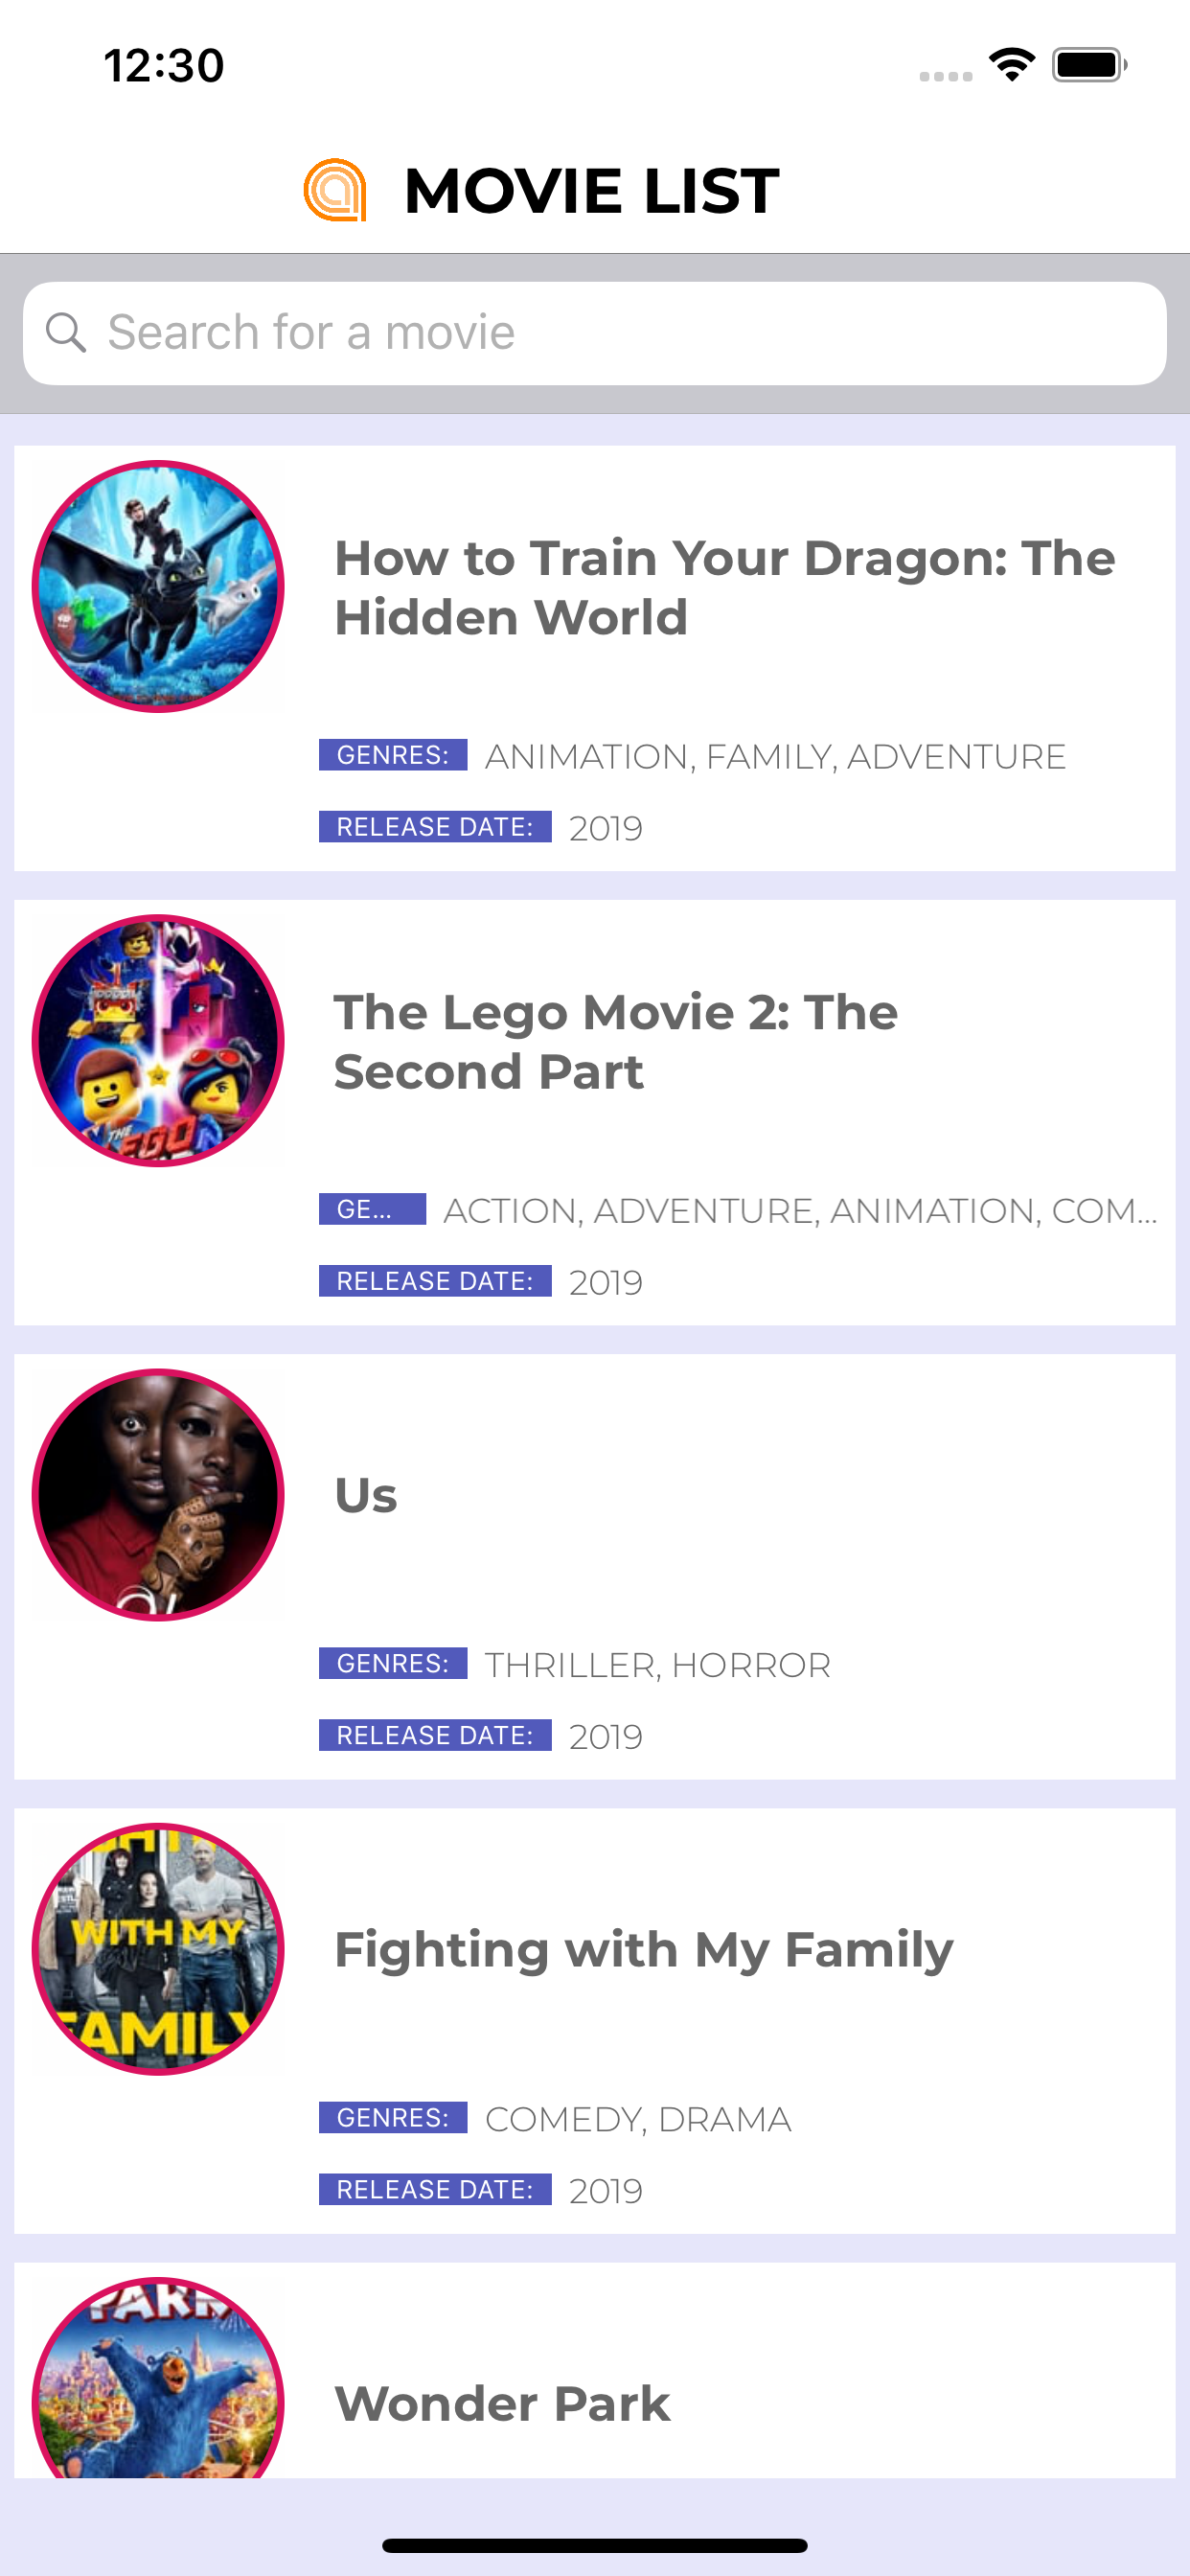 12:30
MOVIE LIST
Search for a movie
How to Train Your Dragon: The
Hidden World
GENRES: ANIMATION, FAMILY, ADVENTURE
RELEASE DATE: 2019
THE
LEGO
The Lego Movie 2: The
Second Part
GE... ACTION, ADVENTURE, ANIMATION, COM...
RELEASE DATE: 2019
Us
GENRES: THRILLER, HORROR
RELEASE DATE: 2019
WITH MY
FAMILY
Fighting with My Family
GENRES: COMEDY, DRAMA
RELEASE DATE: 2019
PARK
Wonder Park